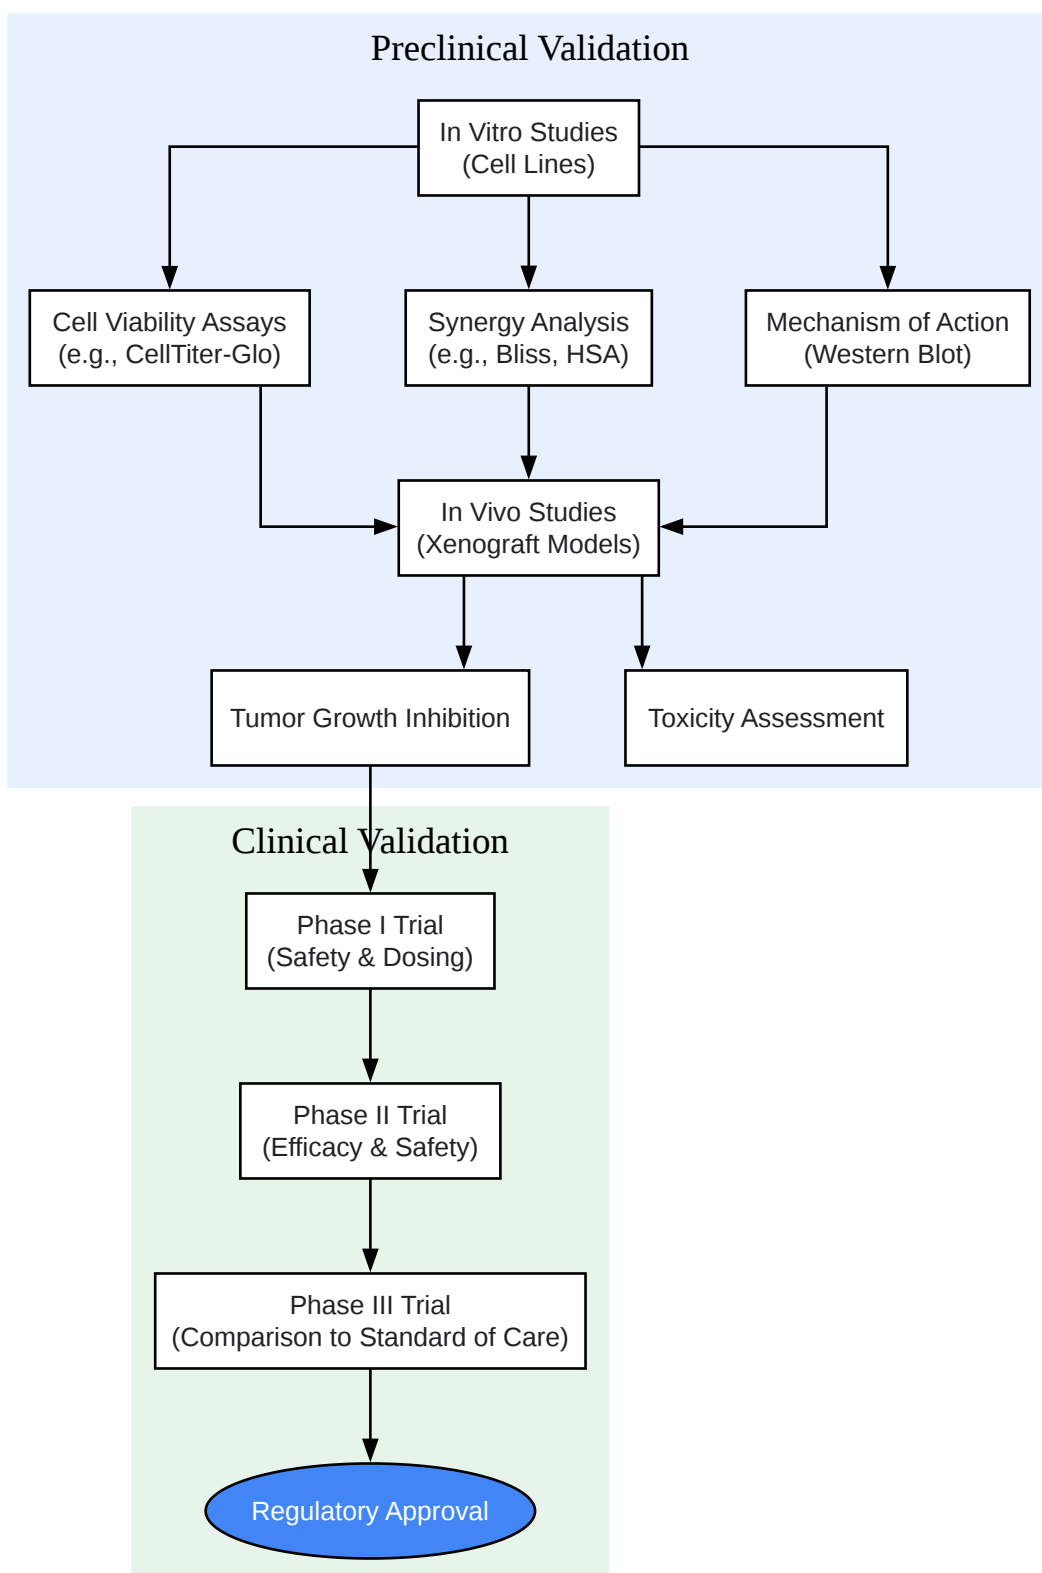 Preclinical Validation
In Vitro Studies
(Cell Lines)
Cell Viability Assays
(e.g., CellTiter-Glo)
Synergy Analysis
(e.g., Bliss, HSA)
Mechanism of Action
(Western Blot)
In Vivo Studies
(Xenograft Models)
Tumor Growth Inhibition
Toxicity Assessment
Clinical Validation
Phase I Trial
(Safety & Dosing)
Phase II Trial
(Efficacy & Safety)
Phase III Trial
(Comparison to Standard of Care)
Regulatory Approval